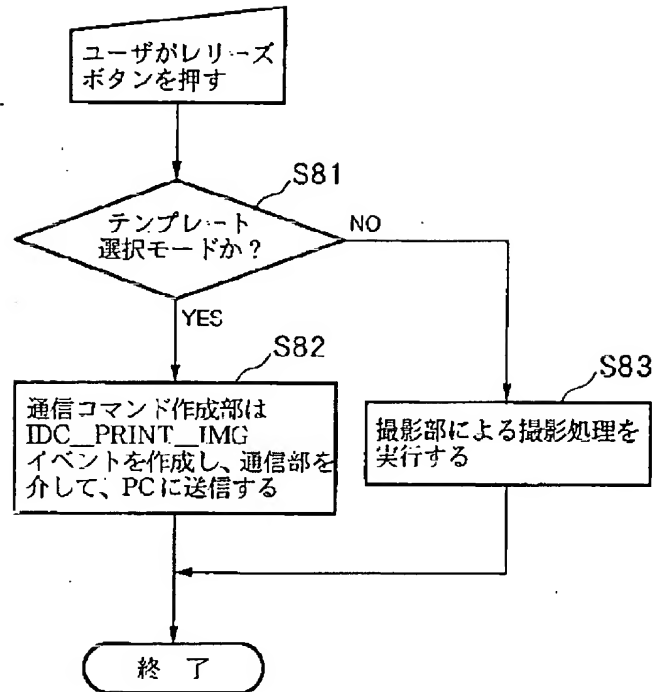 ユーザがレリーズ
ボタンを押す
S81
テンプレート
選択モードか?
NO
YES
S82
通信コマンド作成部は
IDC__PRINT__IMG
イベントを作成し、通信部を
介して、PCに送信する
S83
撮影部による撮影処理を
実行する
終 了